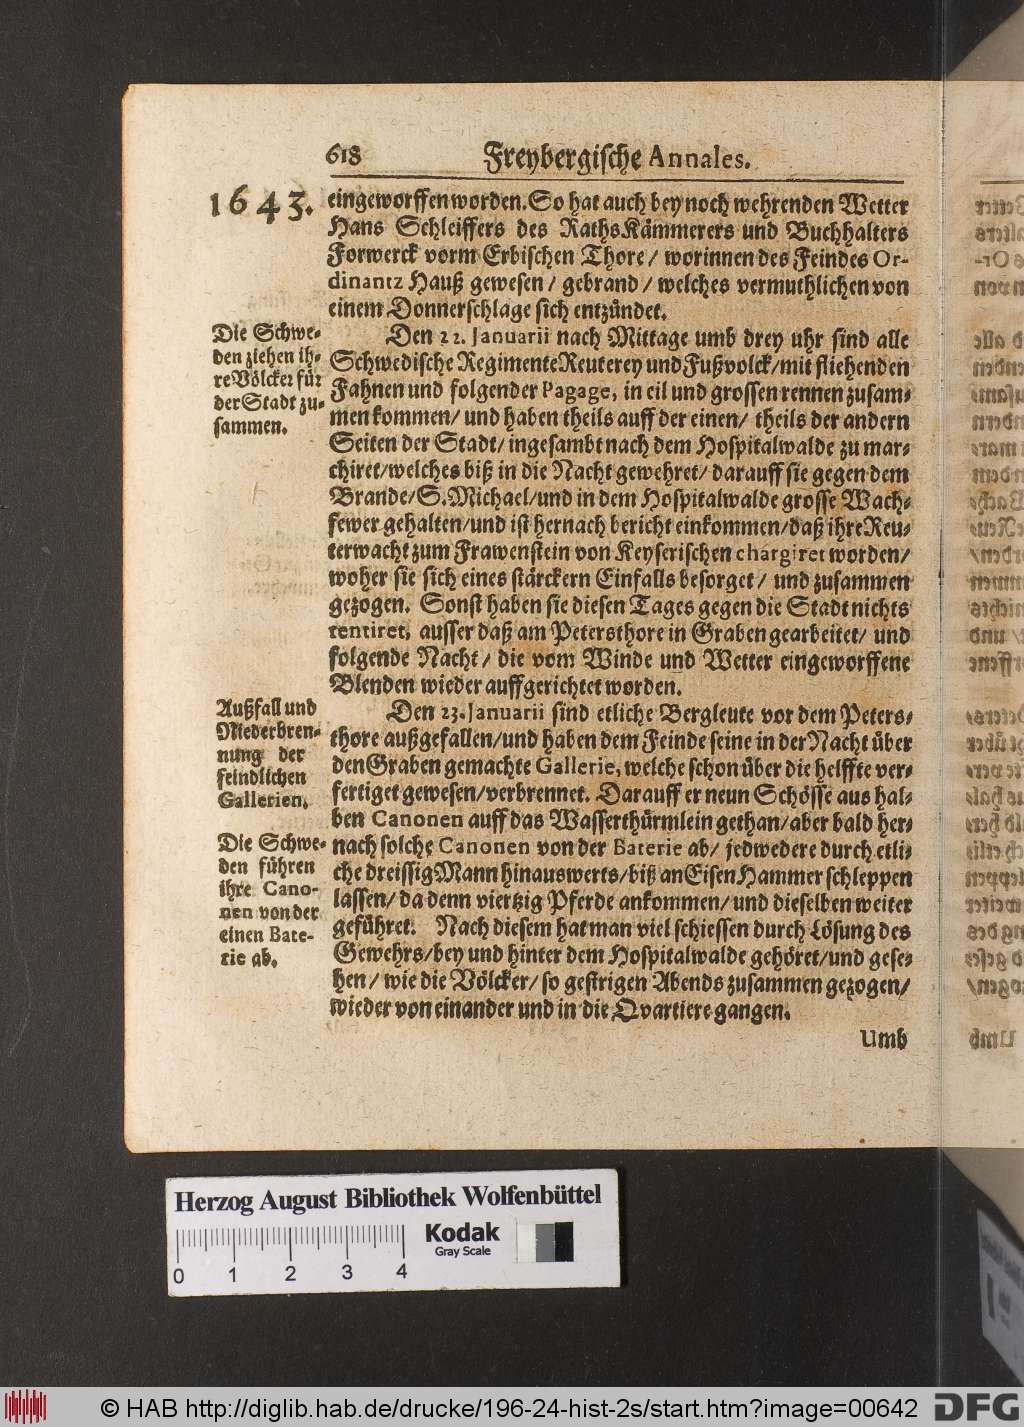 618 Freybergische Annales.
1643.
eingeworffen worden. So hat auch bey noch wehrenden Wetter
Hans Schleiffers des Raths Kämmerers und Buchhalters
Forwerck vorm Erbischen Thore / worinnen des Feindes Or-
dinantz Hauß gewesen / gebrand / welches vermuthlichen von
einem Donnerschlage sich entzündet.
Die Schwe-
den ziehen ih-
re Völcker für
der Stadt zu-
sammen.
Den 22. Januarii nach Mittage umb drey uhr sind alle
Schwedische Regimente Reuterey und Fußvolck / mit fliehenden
Fahnen und folgender Pagage, in eil und grossen rennen zusam-
men kommen / und haben theils auff der einen / theils der andern
Seiten der Stadt / ingesambt nach dem Hospitalwalde zu mar-
chiret / welches biß in die Nacht gewehret / darauff sie gegen dem
Brande / S. Michael / und in dem Hospitalwalde grosse Wach-
fewer gehalten / und ist hernach bericht einkommen / daß ihre Reu-
terwacht zum Frawenstein von Keyserischen chargiret worden /
woher sie sich eines stärckern Einfalls besorget / und zusammen
gezogen. Sonst haben sie diesen Tages gegen die Stadt nichts
tentiret, ausser daß am Petersthore in Graben gearbeitet / und
folgende Nacht / die vom Winde und Wetter eingeworffene
Blenden wieder auffgerichtet worden.
Außfall und
Niederbren-
nung der
feindlichen
Gallerien.
Den 23. Januarii sind etliche Bergleute vor dem Peters-
thore außgefallen / und haben dem Feinde seine in der Nacht über
den Graben gemachte Gallerie, welche schon über die helffte ver-
fertiget gewesen / verbrennet. Darauff er neun Schösse aus hal-
ben Canonen auff das Wasserthürmlein gethan / aber bald her-
Die Schwe-
den führen
ihre Cano-
nen von der
einen Bate-
rie ab.
nach solche Canonen von der Baterie ab / jedwedere durch etli-
che dreissig Mann hinauswerts / biß an Eisen Hammer schleppen
lassen / da denn viertzig Pferde ankommen / und dieselben weiter
geführet. Nach diesem hat man viel schiessen durch Lösung des
Gewehrs / bey und hinter dem Hospitalwalde gehöret / und gese-
hen / wie die Völcker / so gestrigen Abends zusammen gezogen /
wieder von einander und in die Qvartiere gangen.
Umb
Herzog August Bibliothek Wolfenbüttel
Kodak
Gray Scale
0 1 2 3 4
© HAB http://diglib.hab.de/drucke/196-24-hist-2s/start.htm?image=00642
DFG